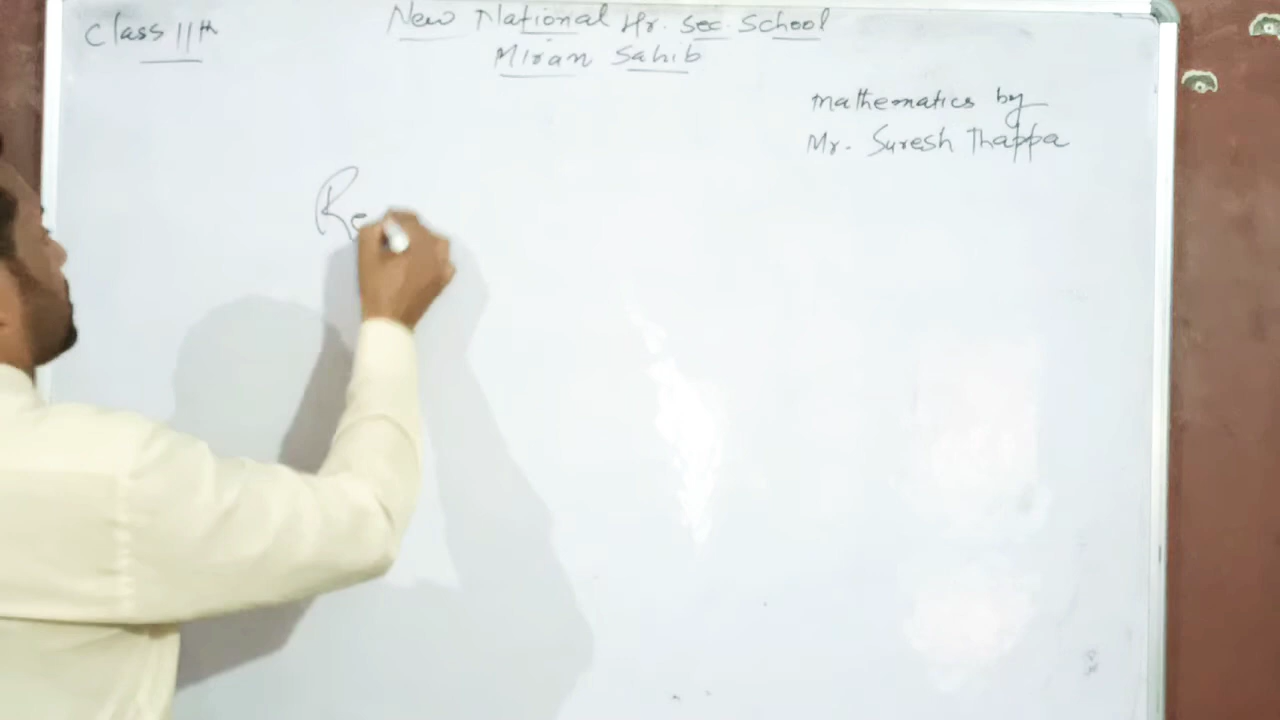 Class 11th
New National Hr. Sec. School
Miran Sahib
Mathematics by
Mr. Suresh Thappa
Re